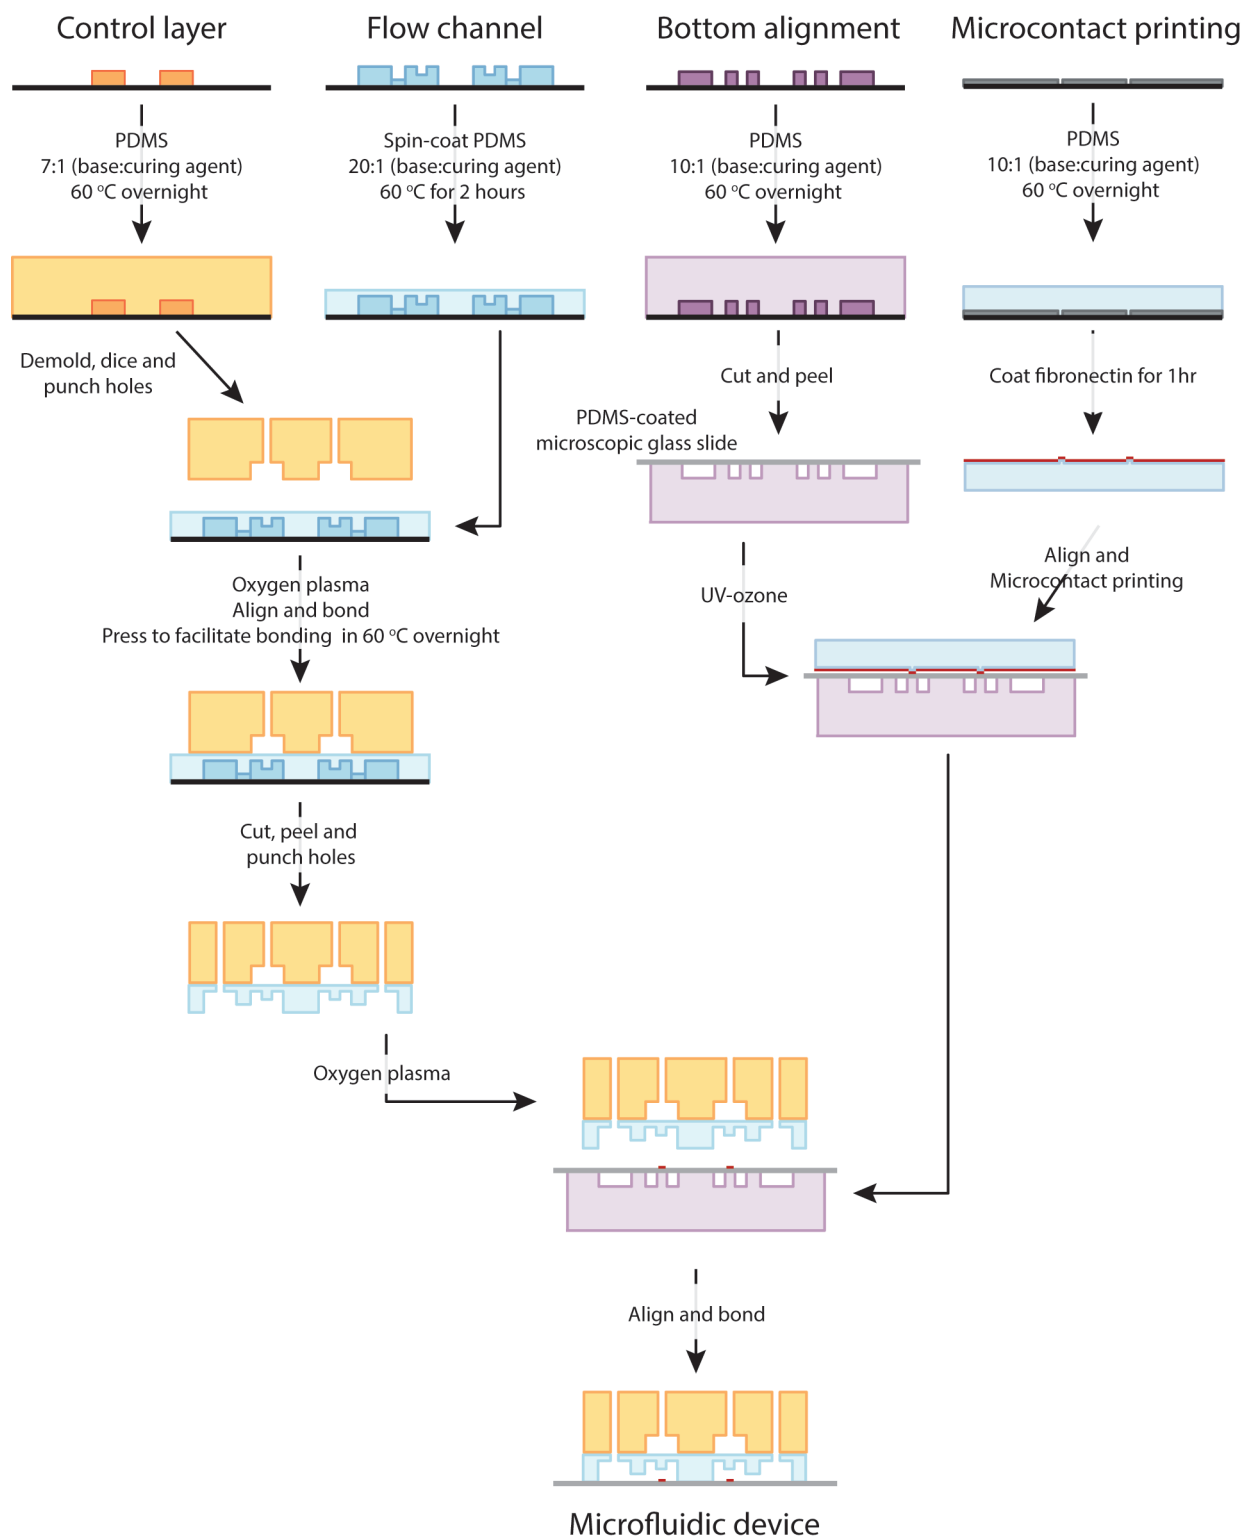 Control layer
Flow channel
Bottom alignment
Microcontact printing
PDMS
7:1 (base:curing agent)
60 °C overnight
Spin-coat PDMS
20:1 (base:curing agent)
60 °C for 2 hours
PDMS
10:1 (base:curing agent)
60 °C overnight
PDMS
10:1 (base:curing agent)
60 °C overnight
Demold, dice and
punch holes
Cut and peel
Coat fibronectin for 1hr
PDMS-coated
microscopic glass slide
Oxygen plasma
Align and bond
Press to facilitate bonding in 60 °C overnight
UV-ozone
Align and
Microcontact printing
Cut, peel and
punch holes
Oxygen plasma
Align and bond
Microfluidic device